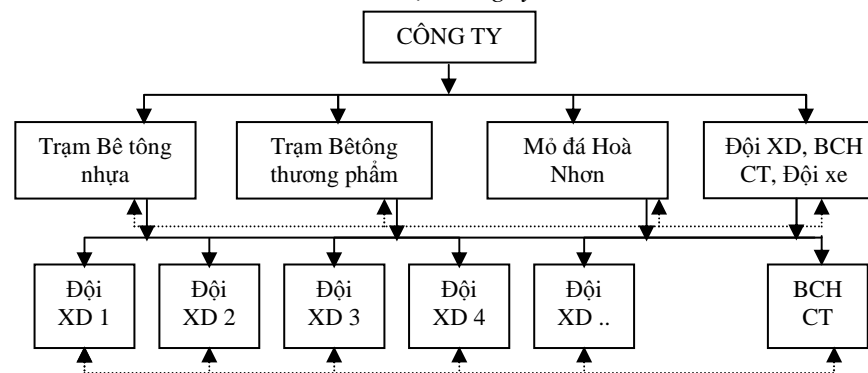 CÔNG TY
Trạm Bê tông
nhựa
Trạm Bêtông
thương phẩm
Mỏ đá Hoà
Nhơn
Đội XD, BCH
CT, Đội xe
Đội
XD 1
Đội
XD 2
Đội
XD 3
Đội
XD 4
Đội
XD ..
BCH
CT